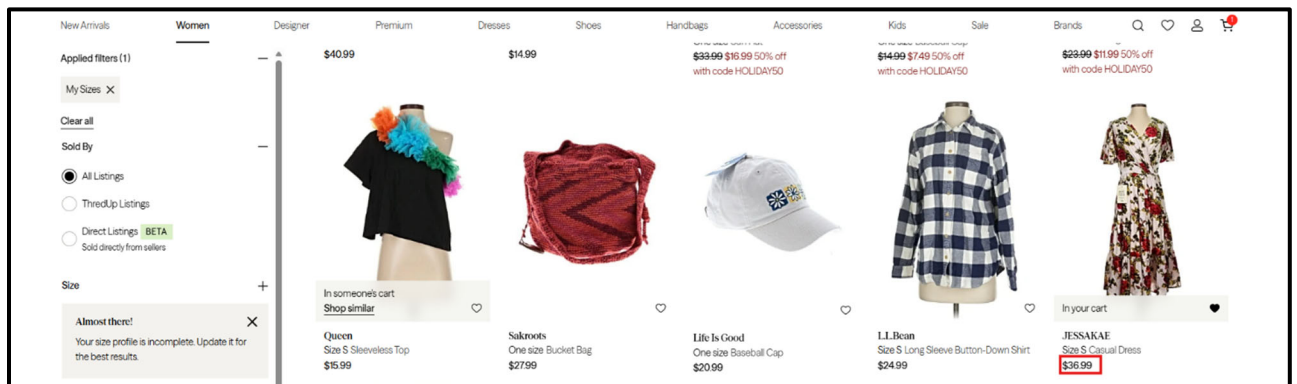 New Arrivals Women Designer Premium Dresses Shoes Handbags Accessories Kids Sale Brands 1
Applied filters (1)
My Sizes
Clear all
Sold By
All Listings
ThredUp Listings
Direct Listings BETA
Sold directly from sellers
Size
Almost there!
Your size profile is incomplete. Update it for
the best results.
$40.99
$14.99
$33.99 $16.99 50% off
with code HOLIDAY50
$14.99 $7.49 50% off
with code HOLIDAY50
$23.99 $11.99 50% off
with code HOLIDAY50
In someone's cart
Shop similar
Queen
Size S Sleeveless Top
$15.99
Sakroots
One size Bucket Bag
$27.99
Life Is Good
One size Baseball Cap
$20.99
L.L.Bean
Size S Long Sleeve Button-Down Shirt
$24.99
In your cart
JESSAKAE
Size S Casual Dress
$36.99